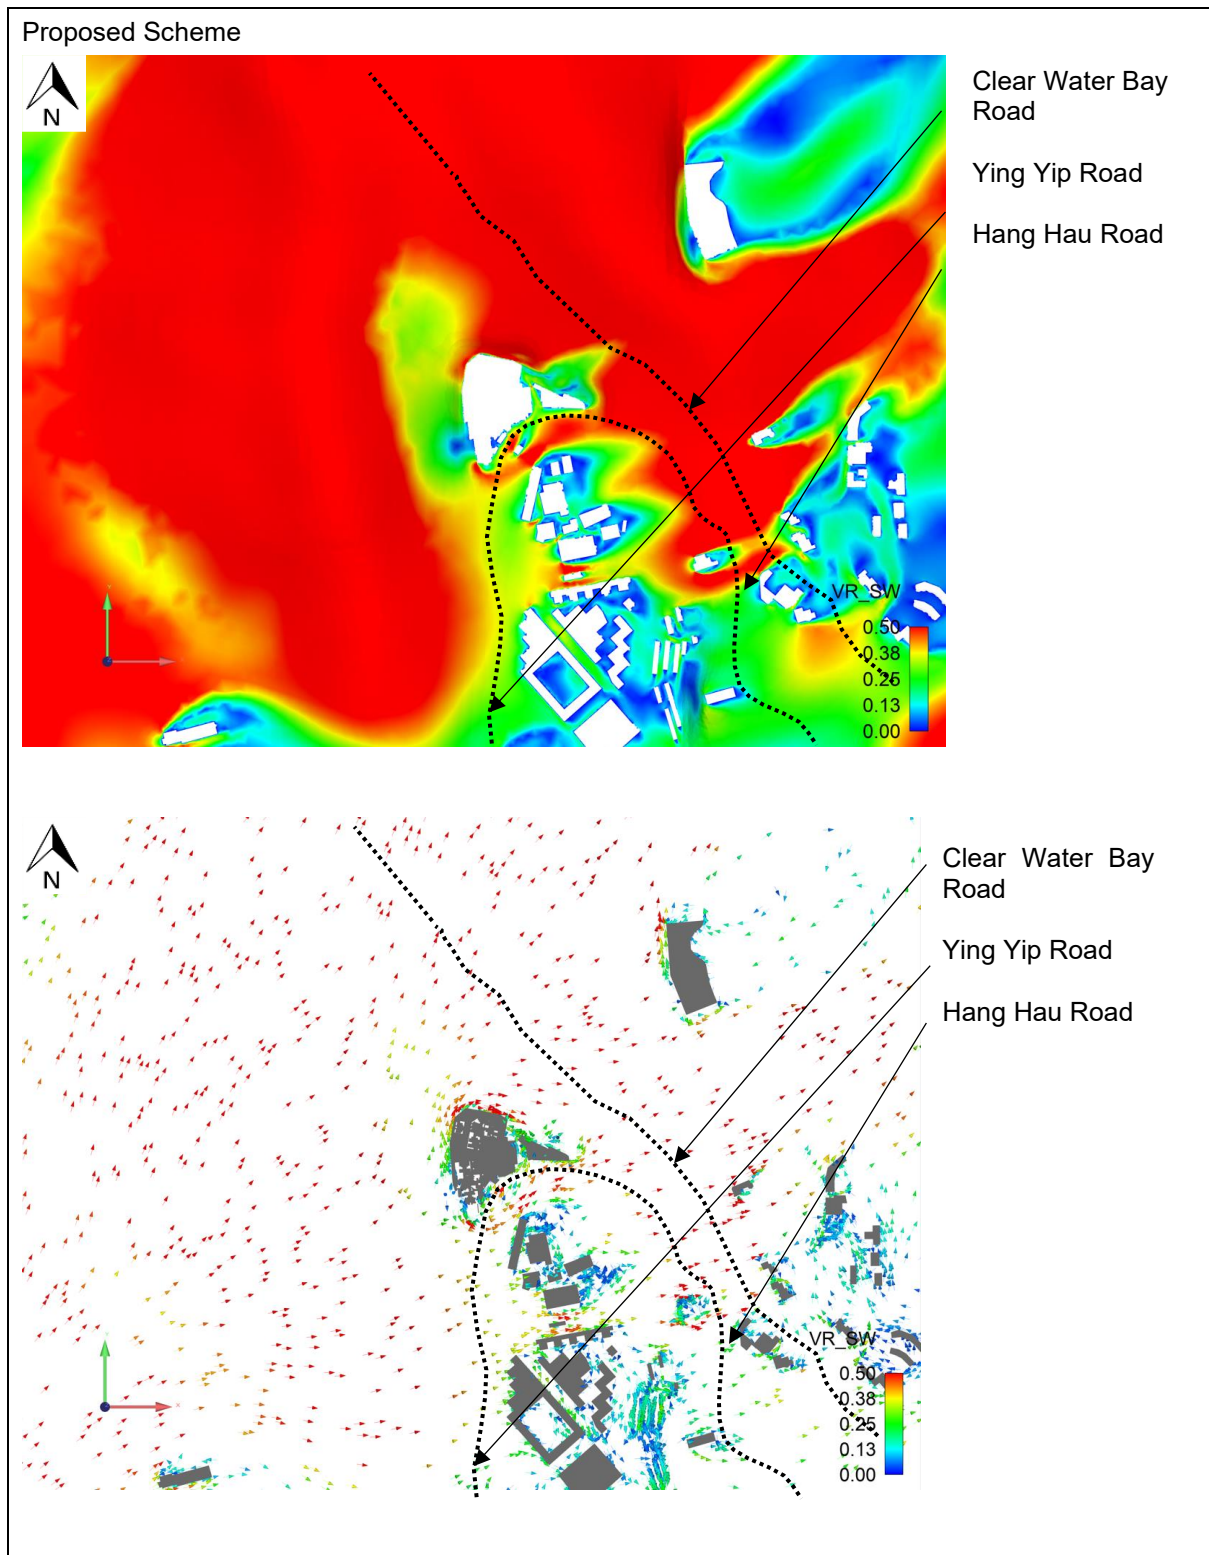 Proposed Scheme
N
Clear Water Bay
Road
Ying Yip Road
Hang Hau Road
VR_SW
0.50
0.38
0.25
0.13
0.00
N
Clear Water Bay
Road
Ying Yip Road
Hang Hau Road
VR_SW
0.50
0.38
0.25
0.13
0.00